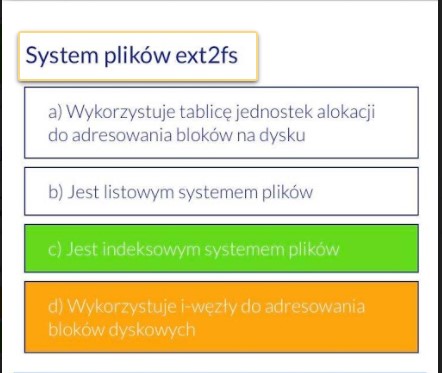 System plików ext2fs
a) Wykorzystuje tablicę jednostek alokacji
do adresowania bloków na dysku
b) Jest listowym systemem plików
c) Jest indeksowym systemem plików
d) Wykorzystuje i-węzły do adresowania
bloków dyskowych